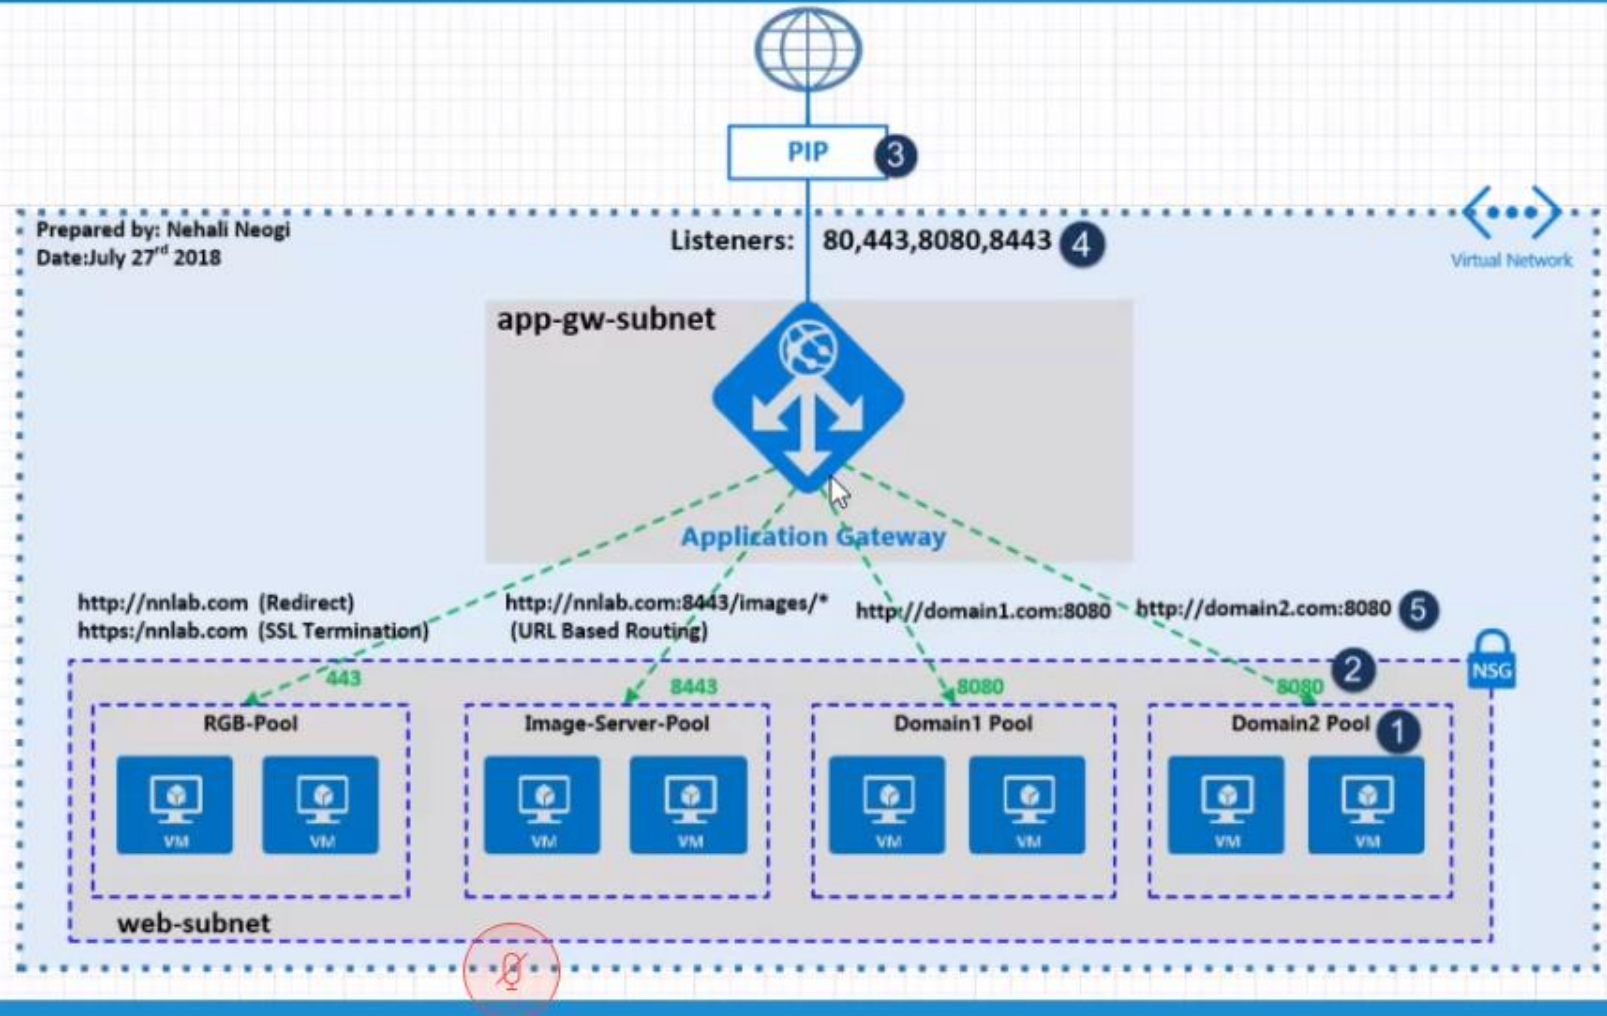 PIP
3
Prepared by: Nehali Neogi
Date:July 27rd 2018
Listeners: 80,443,8080,8443 4
Virtual Network
app-gw-subnet
Application Gateway
http://nnlab.com (Redirect)
https:/nnlab.com (SSL Termination)
http://nnlab.com:8443/images/*
(URL Based Routing)
http://domain1.com:8080
http://domain2.com:8080 5
2
NSG
443
8443
8080
8080
RGB-Pool
Image-Server-Pool
Domain1 Pool
Domain2 Pool 1
VM
VM
VM
VM
VM
VM
VM
VM
web-subnet